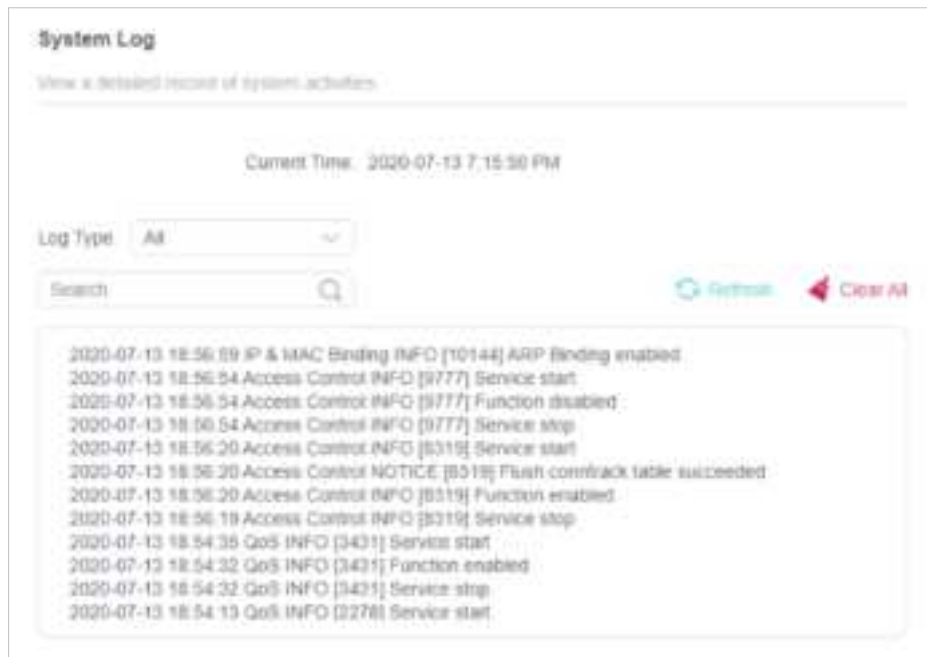 System Log
View a detailed record of system activities.
Current Time: 2020-07-13 7:15:50 PM
Log Type: All
Search
Refresh
Clear All
2020-07-13 18:56:59 IP & MAC Binding INFO [10144] ARP Binding enabled
2020-07-13 18:56:54 Access Control INFO [9777] Service start
2020-07-13 18:56:54 Access Control INFO [9777] Function disabled
2020-07-13 18:56:54 Access Control INFO [9777] Service stop
2020-07-13 18:56:20 Access Control INFO [8319] Service start
2020-07-13 18:56:20 Access Control NOTICE [8319] Flush conntrack table succeeded
2020-07-13 18:56:20 Access Control INFO [8319] Function enabled
2020-07-13 18:56:19 Access Control INFO [8319] Service stop
2020-07-13 18:54:35 QoS INFO [3431] Service start
2020-07-13 18:54:32 QoS INFO [3431] Function enabled
2020-07-13 18:54:32 QoS INFO [3431] Service stop
2020-07-13 18:54:13 QoS INFO [2278] Service start